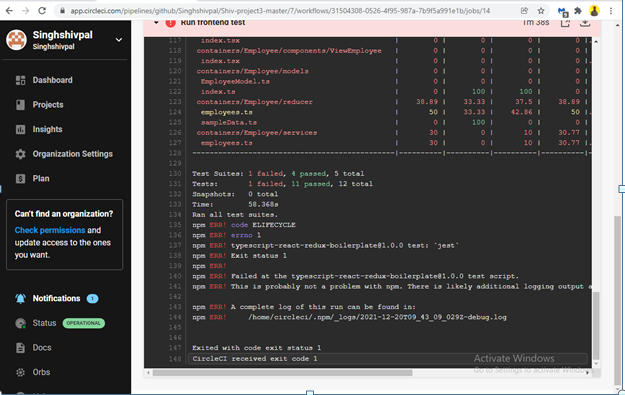 app.circleci.com/pipelines/github/Singhshivpal/Shiv-project3-master/7/workflows/31504308-0526-4f95-987a-7b9f5a991e1b/jobs/14
Singhshivpal
Singhshivpal
Dashboard
Projects
Insights
Organization Settings
Plan
Can't find an organization?
Check permissions and
update access to the ones
you want.
Notifications 1
Status OPERATIONAL
Docs
Orbs
Run frontend test 1m 38s
117 index.tsx | 0 | 0 | 0 | 0 |
118 containers/Employee/components/ViewEmployee | 0 | 0 | 0 | 0 |
119 index.tsx | 0 | 0 | 0 | 0 |
120 containers/Employee/models | 0 | 0 | 0 | 0 |
121 EmployeeModel.ts | 0 | 0 | 0 | 0 |
122 index.ts | 0 | 100 | 100 | 0 |
123 containers/Employee/reducer | 38.89 | 33.33 | 37.5 | 38.89 |
124 employees.ts | 50 | 33.33 | 42.86 | 50 |
125 sampleData.ts | 0 | 100 | 0 | 0 |
126 containers/Employee/services | 30 | 0 | 10 | 30.77 |
127 employees.ts | 30 | 0 | 10 | 30.77 |
128
129
130 Test Suites: 1 failed, 4 passed, 5 total
131 Tests: 1 failed, 11 passed, 12 total
132 Snapshots: 0 total
133 Time: 58.368s
134 Ran all test suites.
135 npm ERR! code ELIFECYCLE
136 npm ERR! errno 1
137 npm ERR! typescript-react-redux-boilerplate@1.0.0 test: `jest`
138 npm ERR! Exit status 1
139 npm ERR!
140 npm ERR! Failed at the typescript-react-redux-boilerplate@1.0.0 test script.
141 npm ERR! This is probably not a problem with npm. There is likely additional logging output a
142
143 npm ERR! A complete log of this run can be found in:
144 npm ERR! /home/circleci/.npm/_logs/2021-12-20T09_43_09_029Z-debug.log
145
146
147 Exited with code exit status 1
148 CircleCI received exit code 1
Activate Windows
Go to Settings to activate Windows.